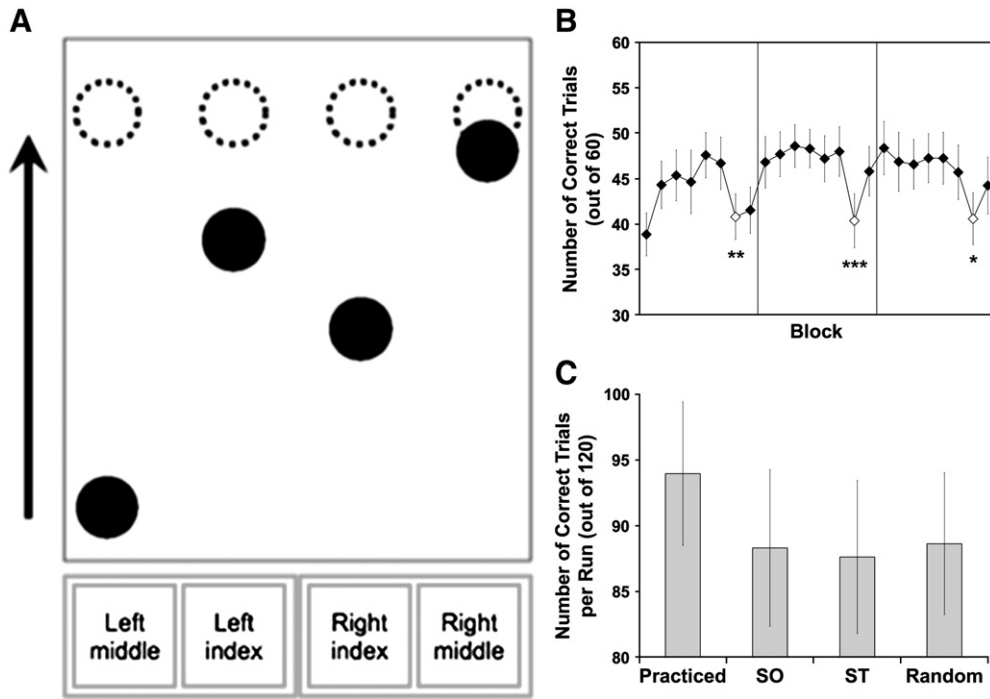 A
Left
middle
Left
index
Right
index
Right
middle
B
Number of Correct Trials
(out of 60)
60
55
50
45
40
35
30
**
***
*
Block
C
Number of Correct Trials
per Run (out of 120)
100
95
90
85
80
Practiced SO ST Random